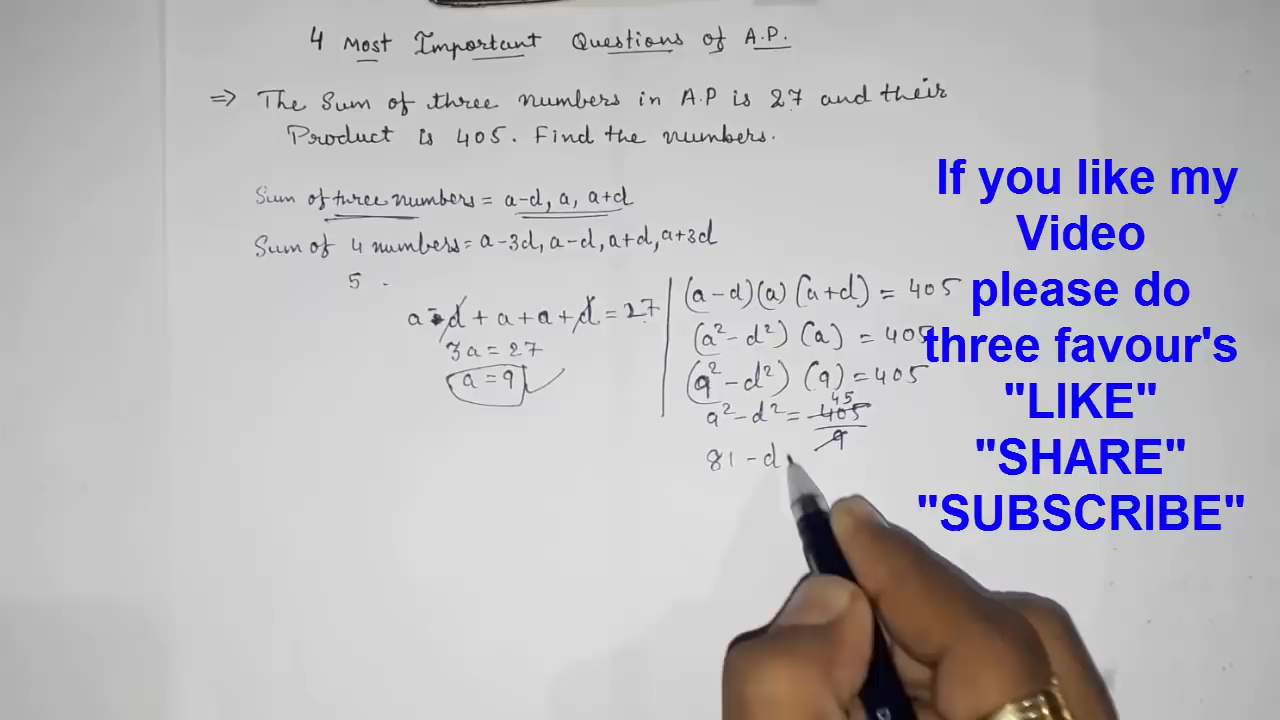 4 Most Important Questions of A.P.
⇒ The Sum of three numbers in A.P is 27 and their
Product is 405. Find the numbers.
Sum of three numbers = a-d, a, a+d
Sum of 4 numbers = a-3d, a-d, a+d, a+3d
5 .
a-d + a + a + d = 27
3a = 27
a = 9
(a-d)(a)(a+d) = 405
(a²-d²) (a) = 405
(9²-d²) (9) = 405
9²-d² = 405/9
45
81-d
If you like my
Video
please do
three favour's
"LIKE"
"SHARE"
"SUBSCRIBE"